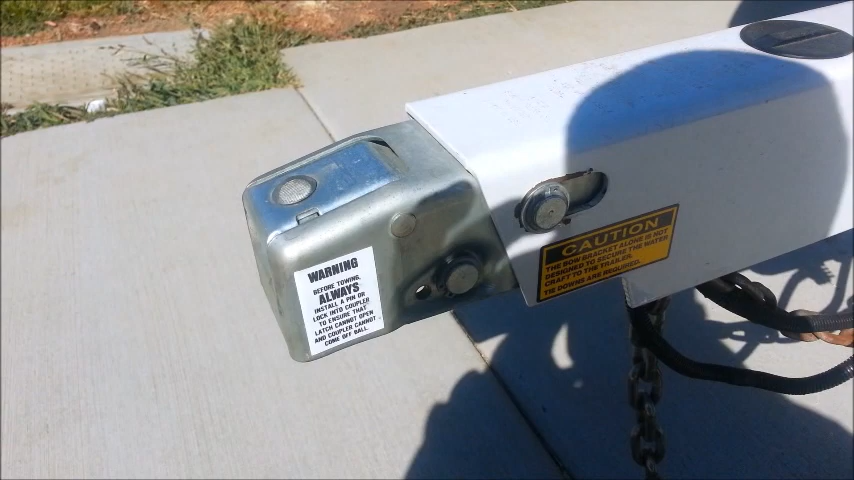 WARNING
BEFORE TOWING,
ALWAYS
INSTALL A PIN OR
LOCK INTO COUPLER
TO ENSURE THAT
LATCH CANNOT OPEN
AND COUPLER CANNOT
COME OFF BALL.
CAUTION
THE BOW BRACKET ALONE IS NOT
DESIGNED TO SECURE THE WATER
CRAFT TO THE TRAILER.
TIE DOWNS ARE REQUIRED.